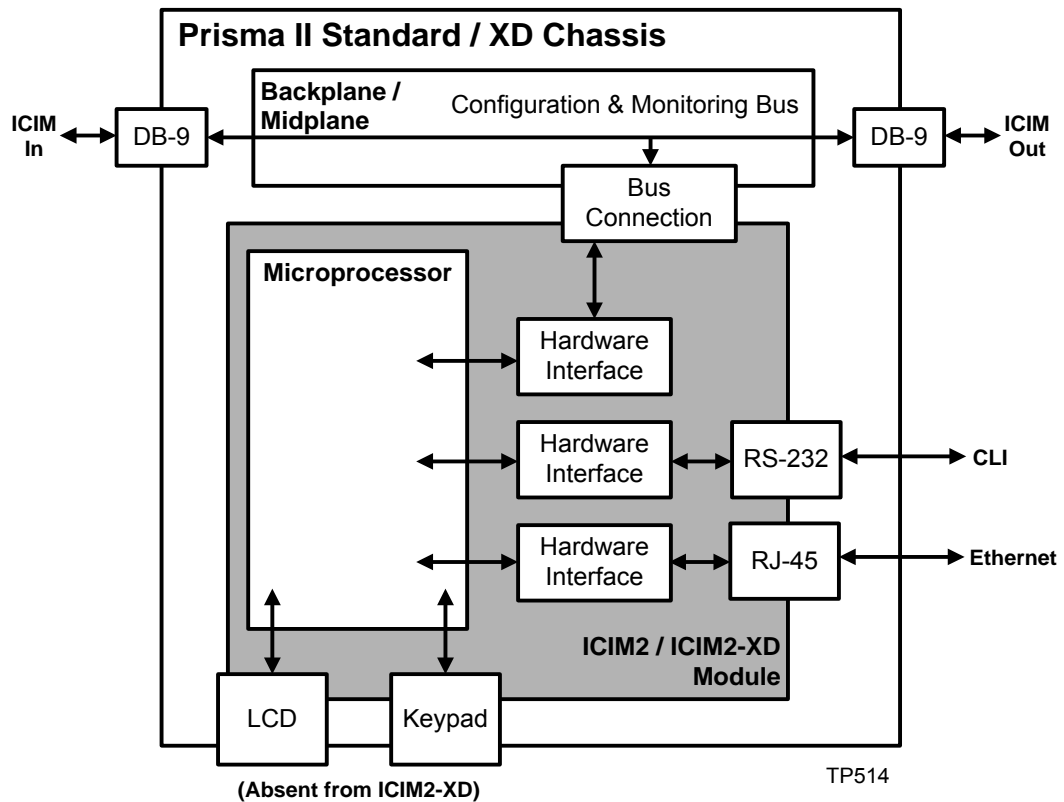 Prisma II Standard / XD Chassis
Backplane /
Midplane
Configuration & Monitoring Bus
ICIM
In
DB-9
DB-9
ICIM
Out
Bus
Connection
Microprocessor
Hardware
Interface
Hardware
Interface
RS-232
CLI
Hardware
Interface
RJ-45
Ethernet
ICIM2 / ICIM2-XD
Module
LCD
Keypad
(Absent from ICIM2-XD)
TP514